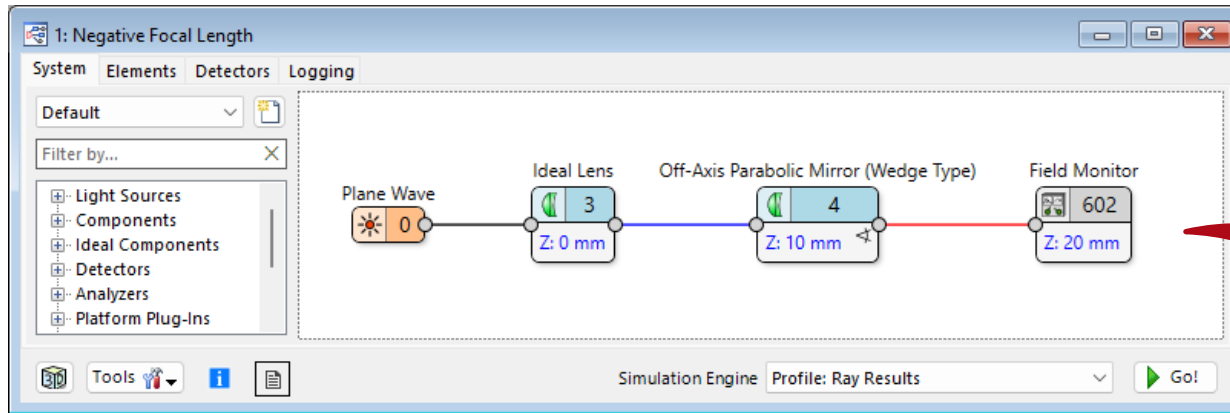 1: Negative Focal Length
System Elements Detectors Logging
Default
Filter by...
Light Sources
Components
Ideal Components
Detectors
Analyzers
Platform Plug-Ins
Plane Wave
0
Ideal Lens
3
Z: 0 mm
Off-Axis Parabolic Mirror (Wedge Type)
4
Z: 10 mm
Field Monitor
602
Z: 20 mm
3D Tools i Simulation Engine Profile: Ray Results Go!